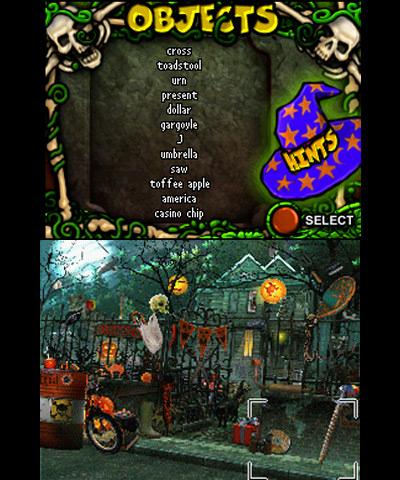 OBJECTS
cross
toadstool
urn
present
dollar
gargoyle
J
umbrella
saw
toffee apple
america
casino chip
HINTS
SELECT